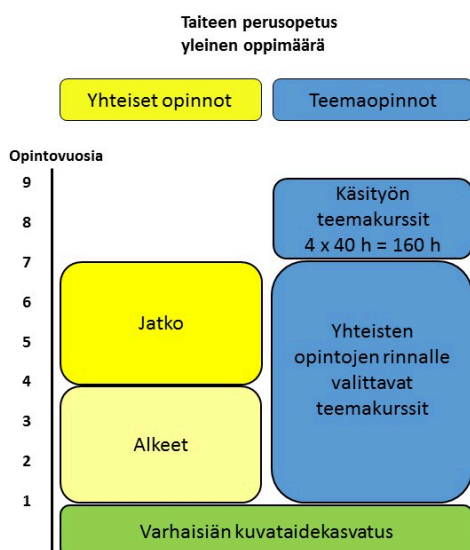 Taiteen perusopetus
yleinen oppimäärä
Yhteiset opinnot
Teemaopinnot
Opintovuosia
9
8
7
6
5
4
3
2
1
Käsityön
teemakurssit
4 x 40 h = 160 h
Jatko
Yhteisten
opintojen rinnalle
valittavat
teemakurssit
Alkeet
Varhaisiän kuvataidekasvatus